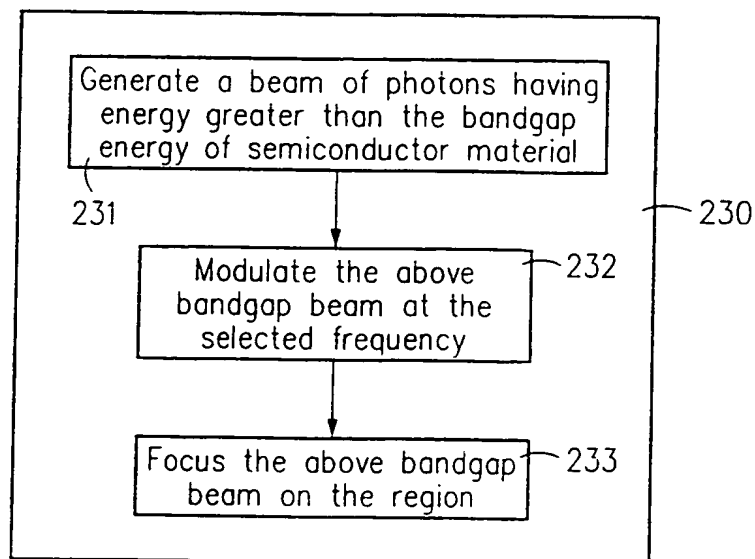 Generate a beam of photons having
energy greater than the bandgap
energy of semiconductor material
231
230
Modulate the above
bandgap beam at the
selected frequency
232
Focus the above bandgap
beam on the region
233